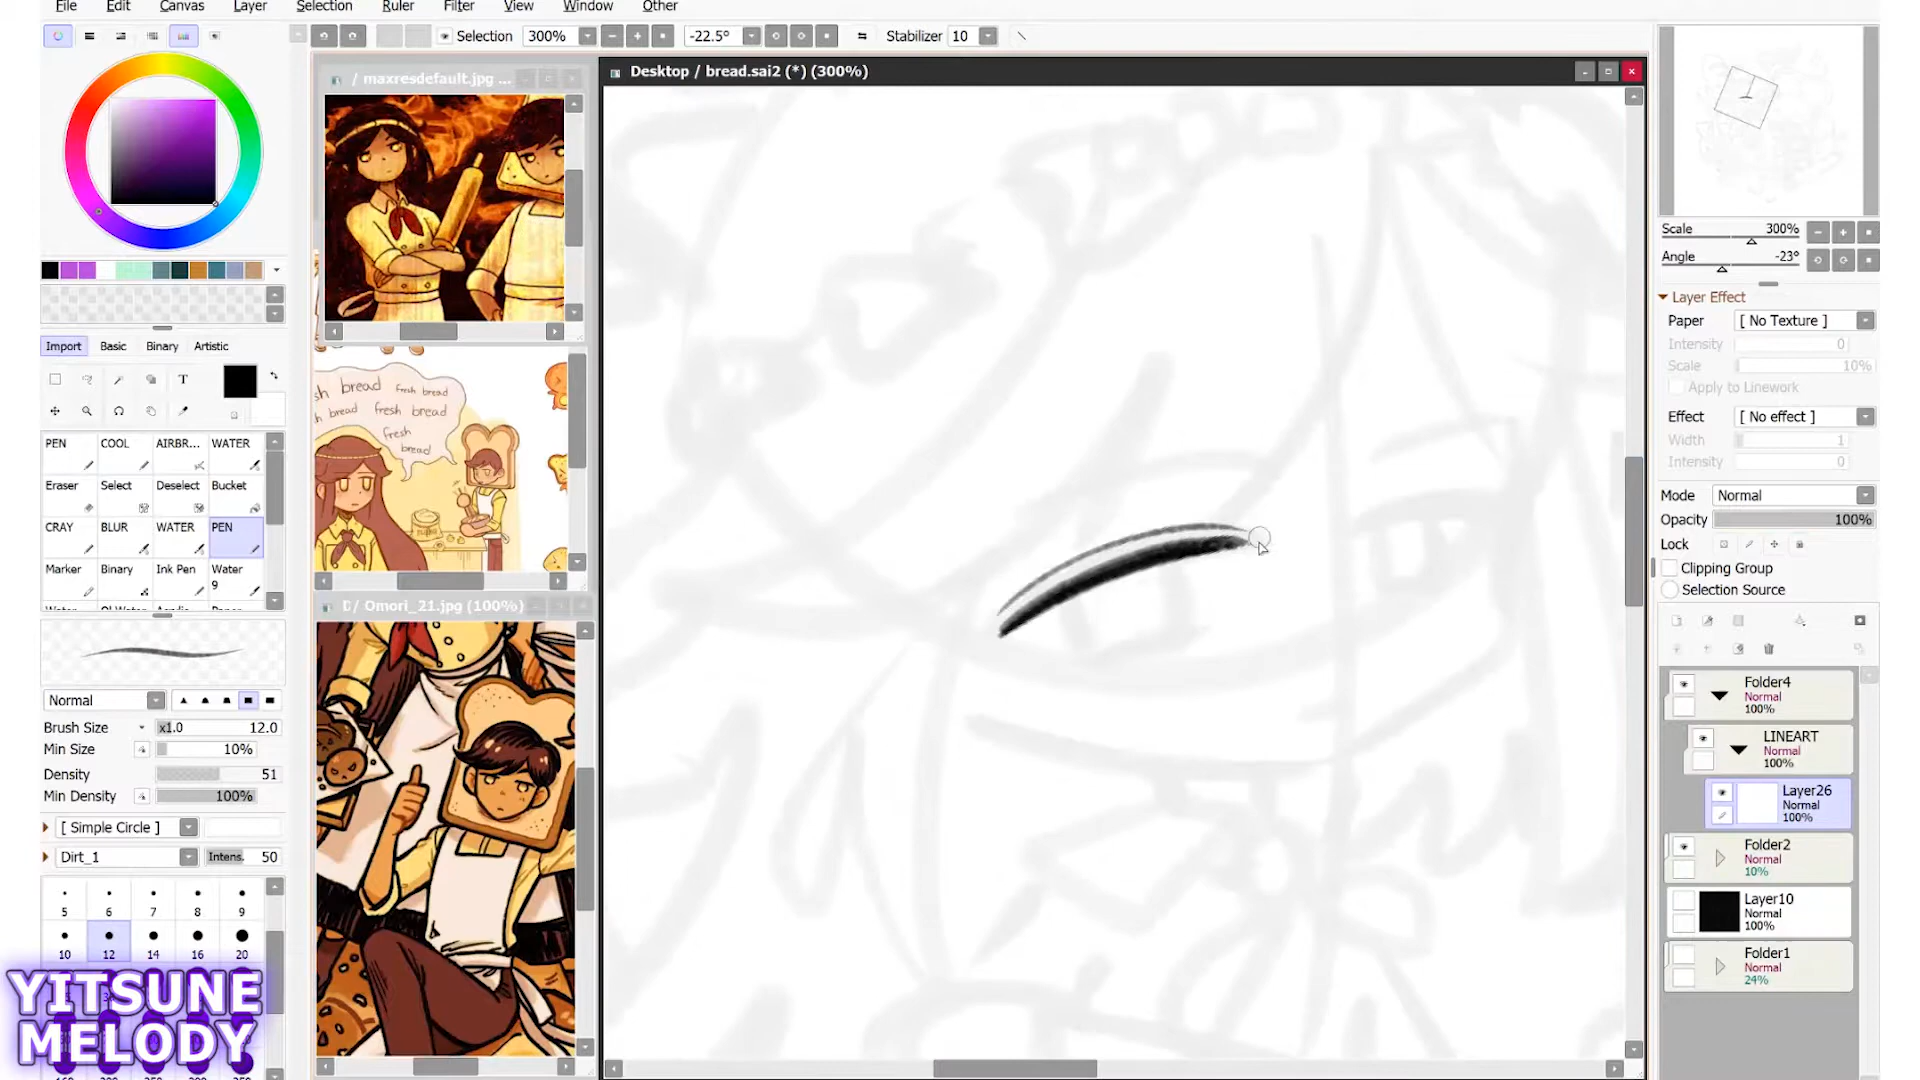 File Edit Canvas Layer Selection Ruler Filter View Window Other
Selection 300% -22.5° Stabilizer 10
/ maxresdefault.jpg ...
Desktop / bread.sai2 (*) (300%)
Import Basic Binary Artistic
T
PEN COOL AIRBR... WATER
Eraser Select Deselect Bucket
CRAY BLUR WATER PEN
Marker Binary Ink Pen Water
9
Normal
Brush Size x1.0 12.0
Min Size 10%
Density 51
Min Density 100%
[ Simple Circle ]
Dirt_1 Intens. 50
5 6 7 8 9
10 12 14 16 20
YITSUNE
MELODY
bread fresh bread
bread fresh bread
fresh
bread!
/ Omori_21.jpg (100%)
Scale 300%
Angle -23°
Layer Effect
Paper [ No Texture ]
Intensity 0
Scale 10%
Apply to Linework
Effect [ No effect ]
Width 1
Intensity 0
Mode Normal
Opacity 100%
Lock
Clipping Group
Selection Source
Folder4
Normal
100%
LINEART
Normal
100%
Layer26
Normal
100%
Folder2
Normal
10%
Layer10
Normal
100%
Folder1
Normal
24%